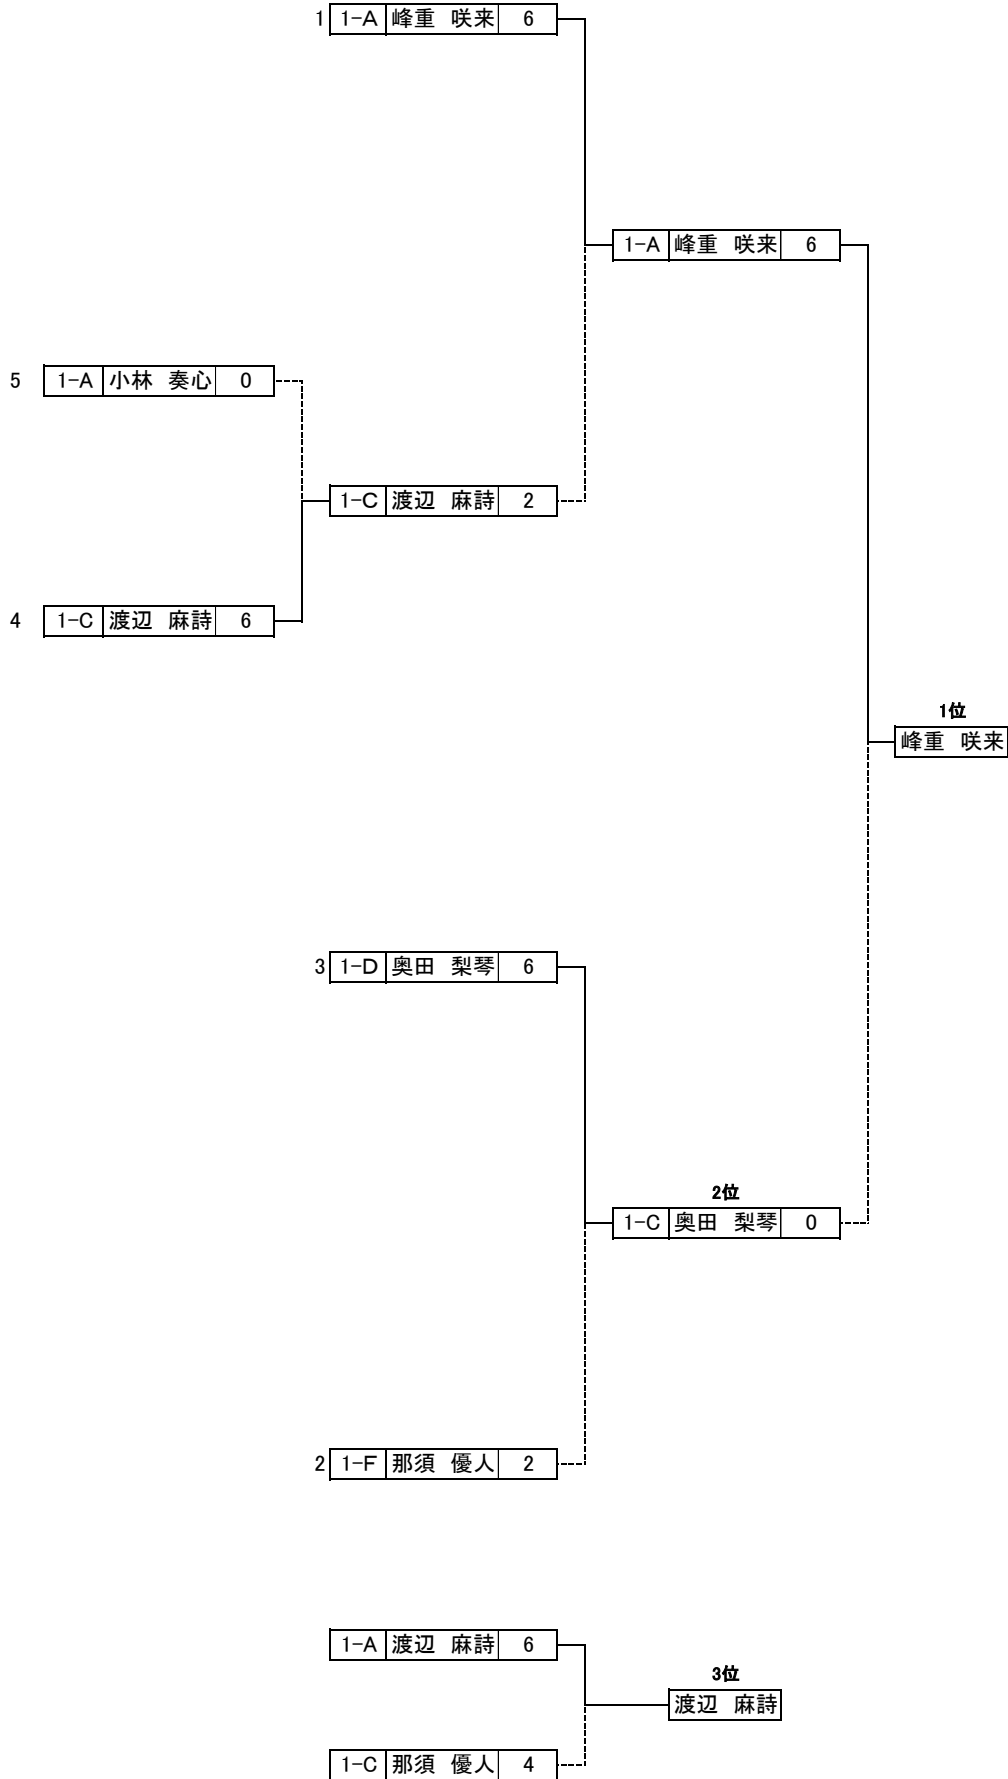 1 1-A 峰重 咲来 6
1-A 峰重 咲来 6
5 1-A 小林 奏心 0
1-C 渡辺 麻詩 2
4 1-C 渡辺 麻詩 6
1位
峰重 咲来
3 1-D 奥田 梨琴 6
2位
1-C 奥田 梨琴 0
2 1-F 那須 優人 2
1-A 渡辺 麻詩 6
3位
渡辺 麻詩
1-C 那須 優人 4